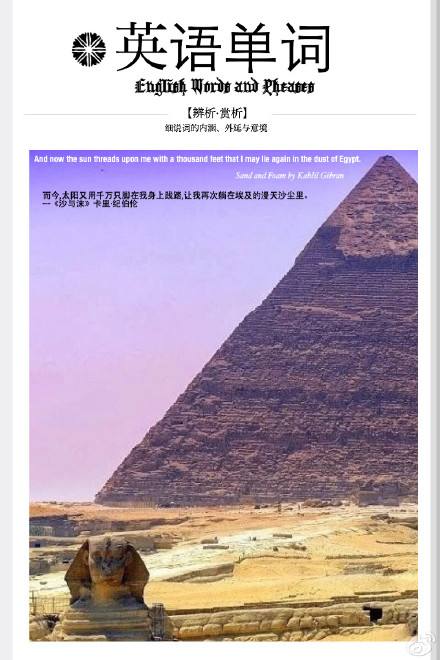 英语单词
English Words and Phrases
【辨析·赏析】
细说词的内涵、外延与意境
And now the sun threads upon me with a thousand feet that I may lie again in the dust of Egypt.
Sand and Foam by Kahlil Gibran
而今,太阳又用千万只脚在我身上践踏,让我再次躺在埃及的漫天沙尘里。
一《沙与沫》卡里·纪伯伦